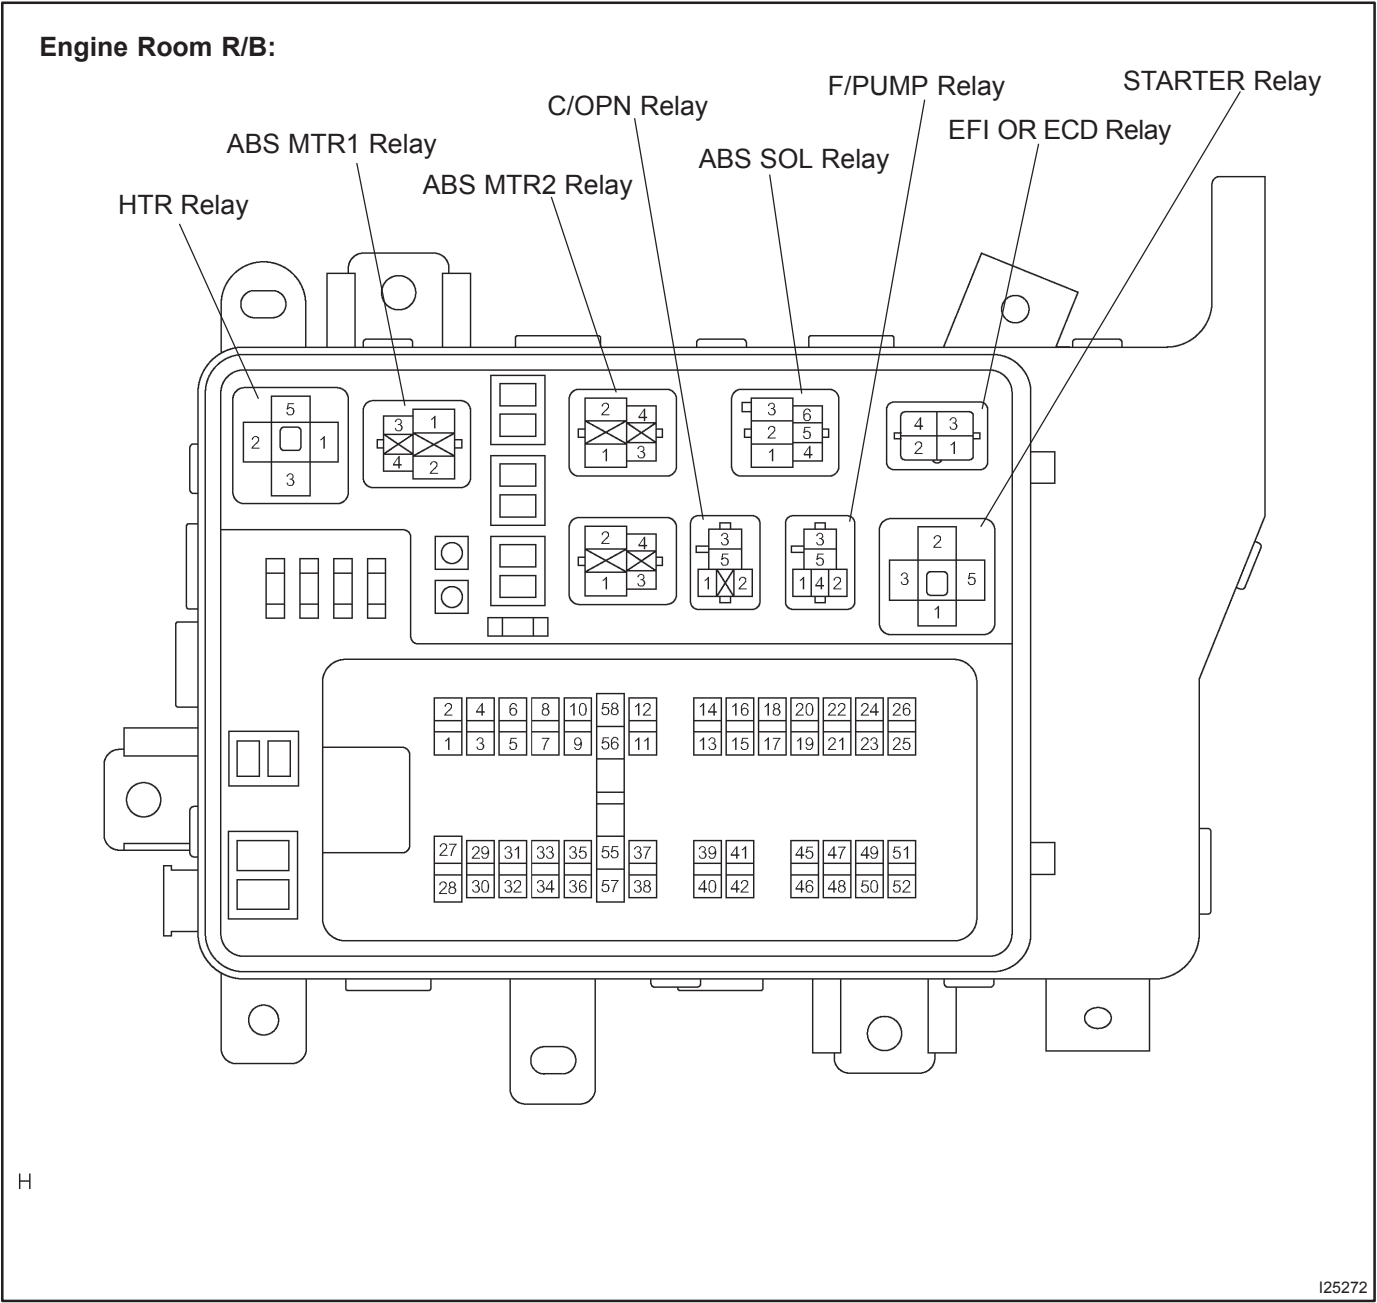 Engine Room R/B:
STARTER Relay
F/PUMP Relay
C/OPN Relay
EFI OR ECD Relay
ABS MTR1 Relay
ABS SOL Relay
ABS MTR2 Relay
HTR Relay
5
2 1
3
3 1
4 2
2 4
1 3
3 6
2 5
1 4
4 3
2 1
2 4
1 3
3
5
1 2
3
5
1 4 2
2
3 5
1
2 4 6 8 10 58 12 14 16 18 20 22 24 26
1 3 5 7 9 56 11 13 15 17 19 21 23 25
27 29 31 33 35 55 37 39 41 45 47 49 51
28 30 32 34 36 57 38 40 42 46 48 50 52
H
I25272